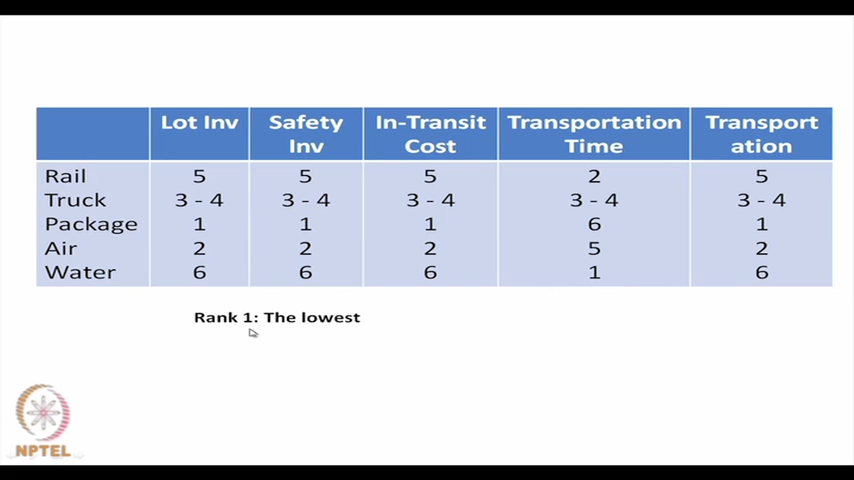 Lot Inv Safety Inv In-Transit Cost Transportation Time Transport ation
Rail 5 5 5 2 5
Truck 3 - 4 3 - 4 3 - 4 3 - 4 3 - 4
Package 1 1 1 6 1
Air 2 2 2 5 2
Water 6 6 6 1 6
Rank 1: The lowest
NPTEL